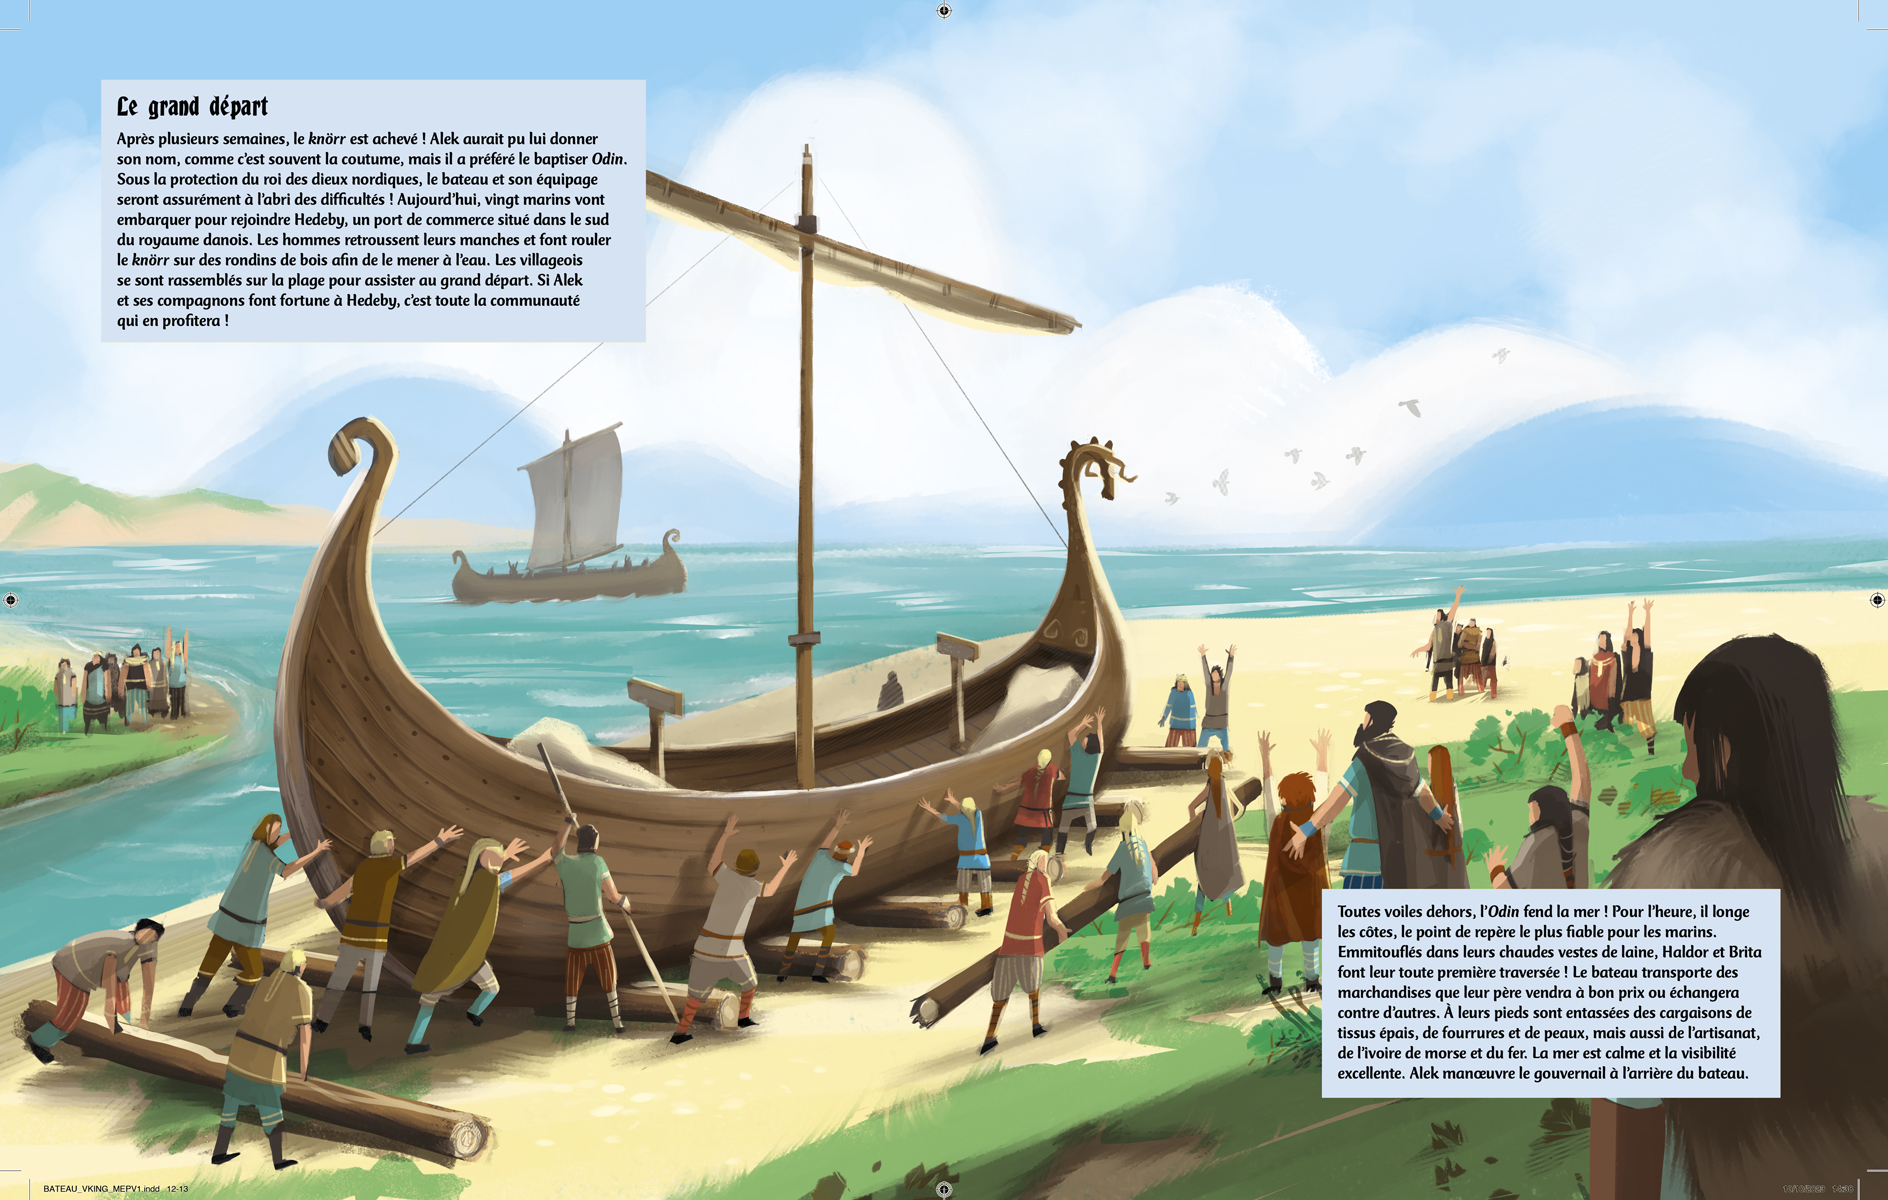 Le grand départ
Après plusieurs semaines, le knörr est achevé ! Alek aurait pu lui donner
son nom, comme c'est souvent la coutume, mais il a préféré le baptiser Odin.
Sous la protection du roi des dieux nordiques, le bateau et son équipage
seront assurément à l'abri des difficultés ! Aujourd'hui, vingt marins vont
embarquer pour rejoindre Hedeby, un port de commerce situé dans le sud
du royaume danois. Les hommes retroussent leurs manches et font rouler
le knörr sur des rondins de bois afin de le mener à l'eau. Les villageois
se sont rassemblés sur la plage pour assister au grand départ. Si Alek
et ses compagnons font fortune à Hedeby, c'est toute la communauté
qui en profitera !
Toutes voiles dehors, l'Odin fend la mer ! Pour l'heure, il longe
les côtes, le point de repère le plus fiable pour les marins.
Emmitouflés dans leurs chaudes vestes de laine, Haldor et Brita
font leur toute première traversée ! Le bateau transporte des
marchandises que leur père vendra à bon prix ou échangera
contre d'autres. À leurs pieds sont entassées des cargaisons de
tissus épais, de fourrures et de peaux, mais aussi de l'artisanat,
de l'ivoire de morse et du fer. La mer est calme et la visibilité
excellente. Alek manœuvre le gouvernail à l'arrière du bateau.
BATEAU_VKING_MEPV1.indd 12-13